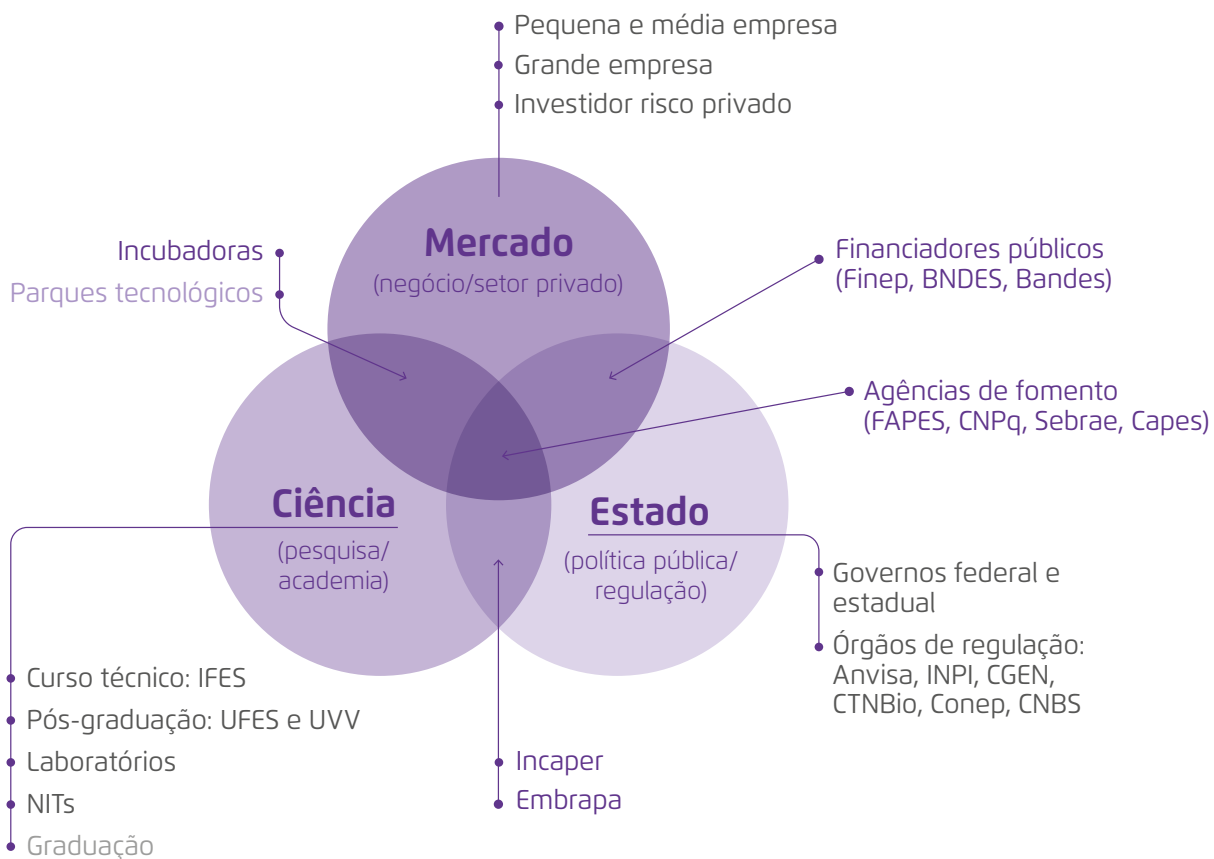 Pequena e média empresa
Grande empresa
Investidor risco privado
Mercado
(negócio/setor privado)
Incubadoras
Parques tecnológicos
Financiadores públicos
(Finep, BNDES, Bandes)
Agências de fomento
(FAPES, CNPq, Sebrae, Capes)
Ciência
(pesquisa/
academia)
Estado
(política pública/
regulação)
Governos federal e
estadual
Órgãos de regulação:
Anvisa, INPI, CGEN,
CTNBio, Conep, CNBS
Curso técnico: IFES
Pós-graduação: UFES e UVV
Laboratórios
NITs
Graduação
Incaper
Embrapa